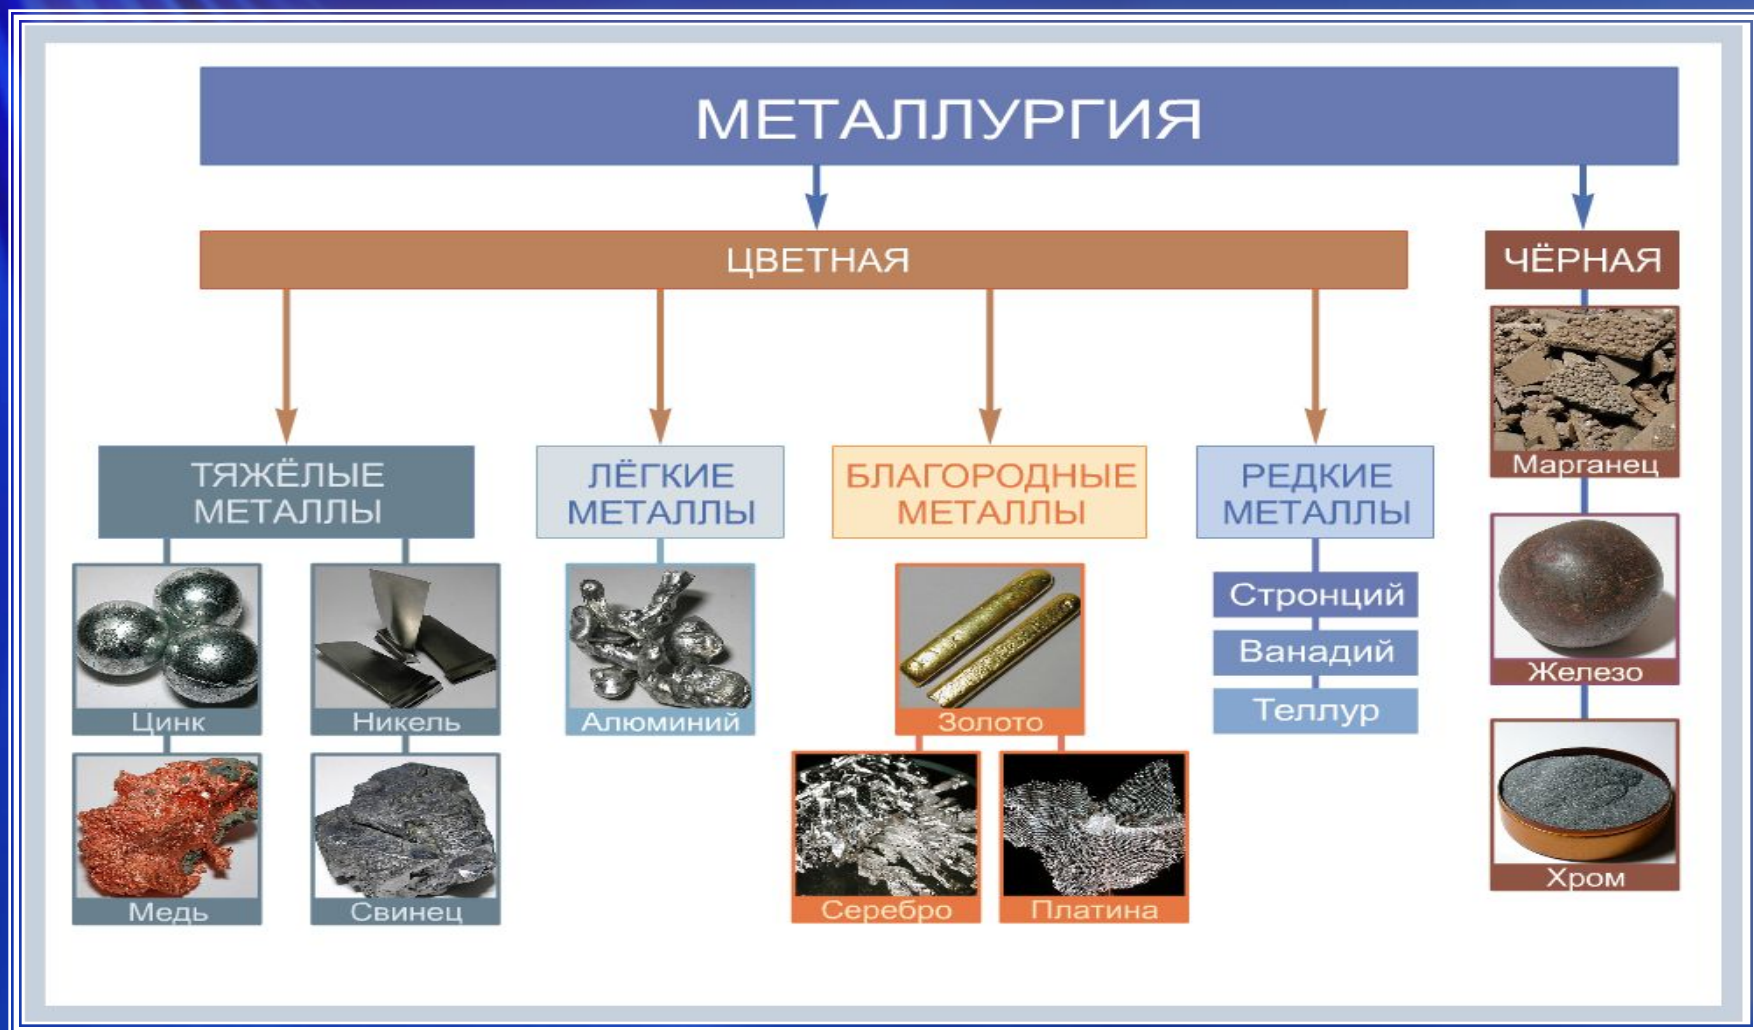 МЕТАЛЛУРГИЯ
ЦВЕТНАЯ
ЧЁРНАЯ
ТЯЖЁЛЫЕ
МЕТАЛЛЫ
ЛЁГКИЕ
МЕТАЛЛЫ
БЛАГОРОДНЫЕ
МЕТАЛЛЫ
РЕДКИЕ
МЕТАЛЛЫ
Цинк
Никель
Медь
Свинец
Алюминий
Золото
Серебро
Платина
Стронций
Ванадий
Теллур
Марганец
Железо
Хром